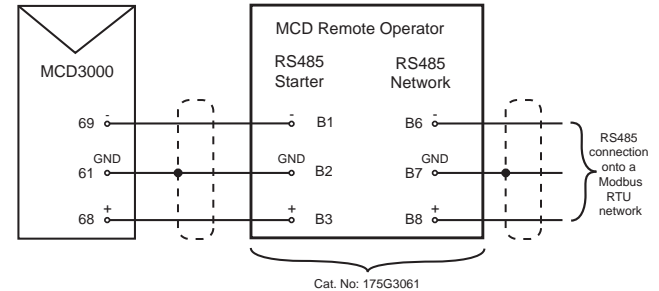 MCD Remote Operator
MCD3000
RS485
Starter
RS485
Network
69 - - B1 B6 -
61 GND GND B2 B7 GND
68 + + B3 B8 +
RS485
connection
onto a
Modbus
RTU
network
Cat. No: 175G3061